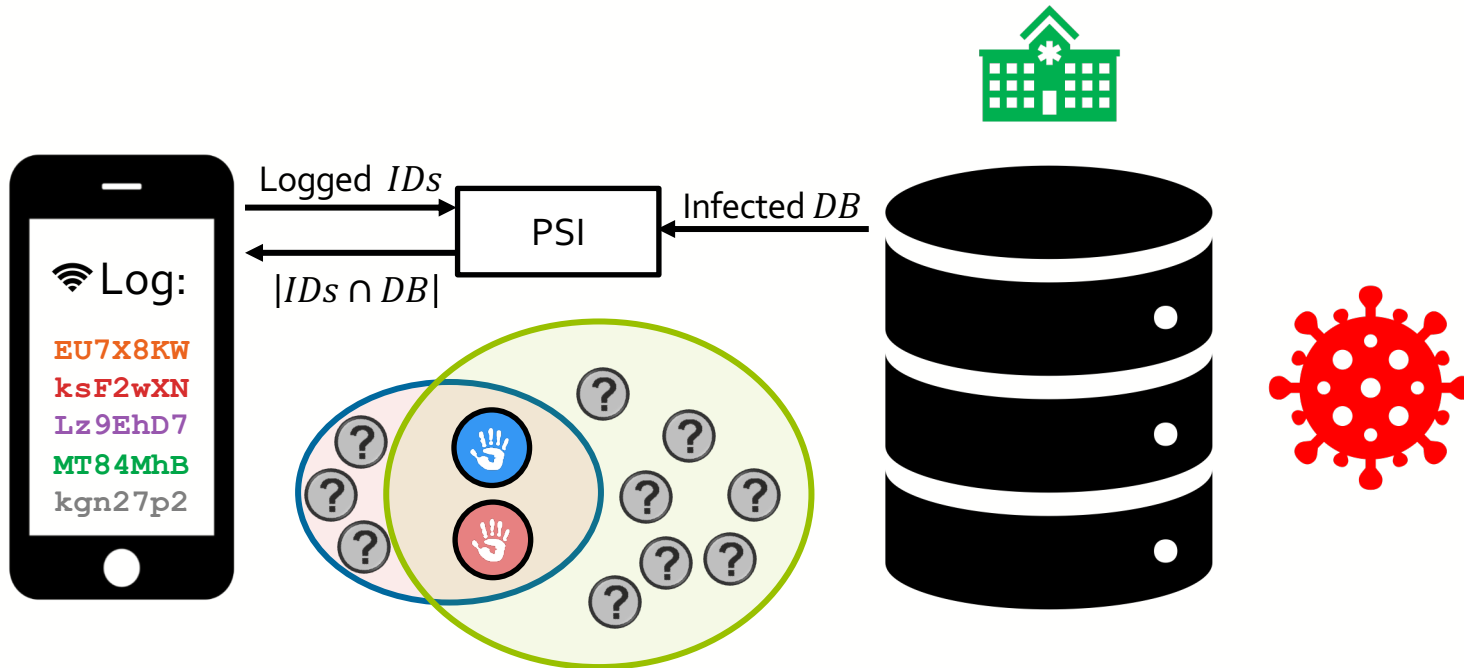 Logged IDs
PSI
Infected DB
|IDs ∩ DB|
Log:
EU7X8KW
ksF2wXN
Lz9EhD7
MT84MhB
kgn27p2
?
?
?
?
?
?
?
?
?
?